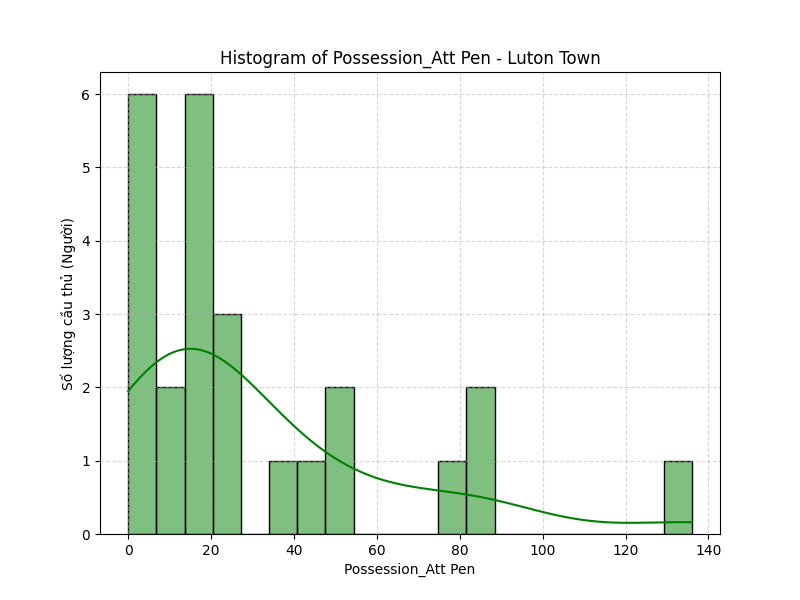 Histogram of Possession_Att Pen - Luton Town
Số lượng cầu thủ (Người)
6
5
4
3
2
1
0
0 20 40 60 80 100 120 140
Possession_Att Pen